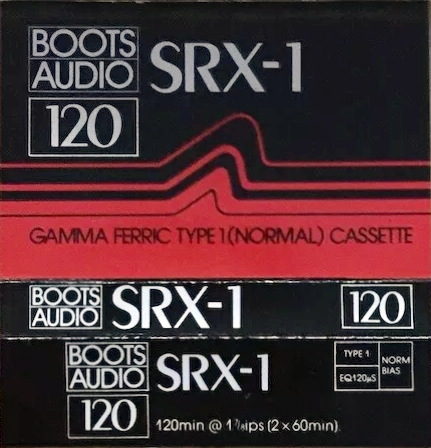 BOOTS
AUDIO
SRX-1
120
GAMMA FERRIC TYPE 1 (NORMAL) CASSETTE
BOOTS
AUDIO
SRX-1
120
BOOTS
AUDIO
SRX-1
TYPE 1
NORM
BIAS
EQ120µS
120
120min @ 1⅞ips (2×60min).